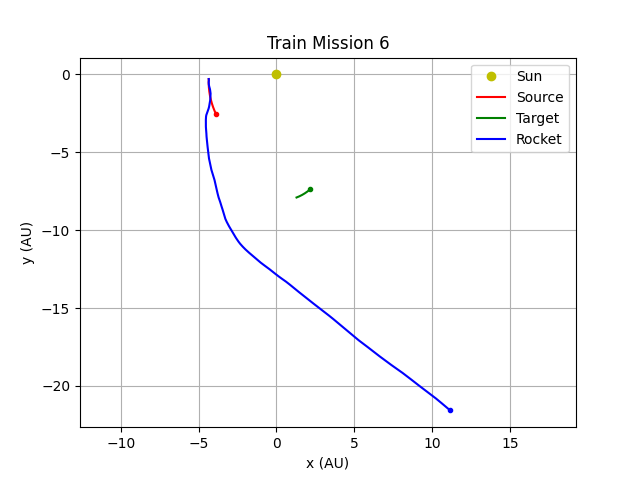 Train Mission 6
Sun
Source
Target
Rocket
y (AU)
0
−5
−10
−15
−20
−10
−5
0
5
10
15
x (AU)